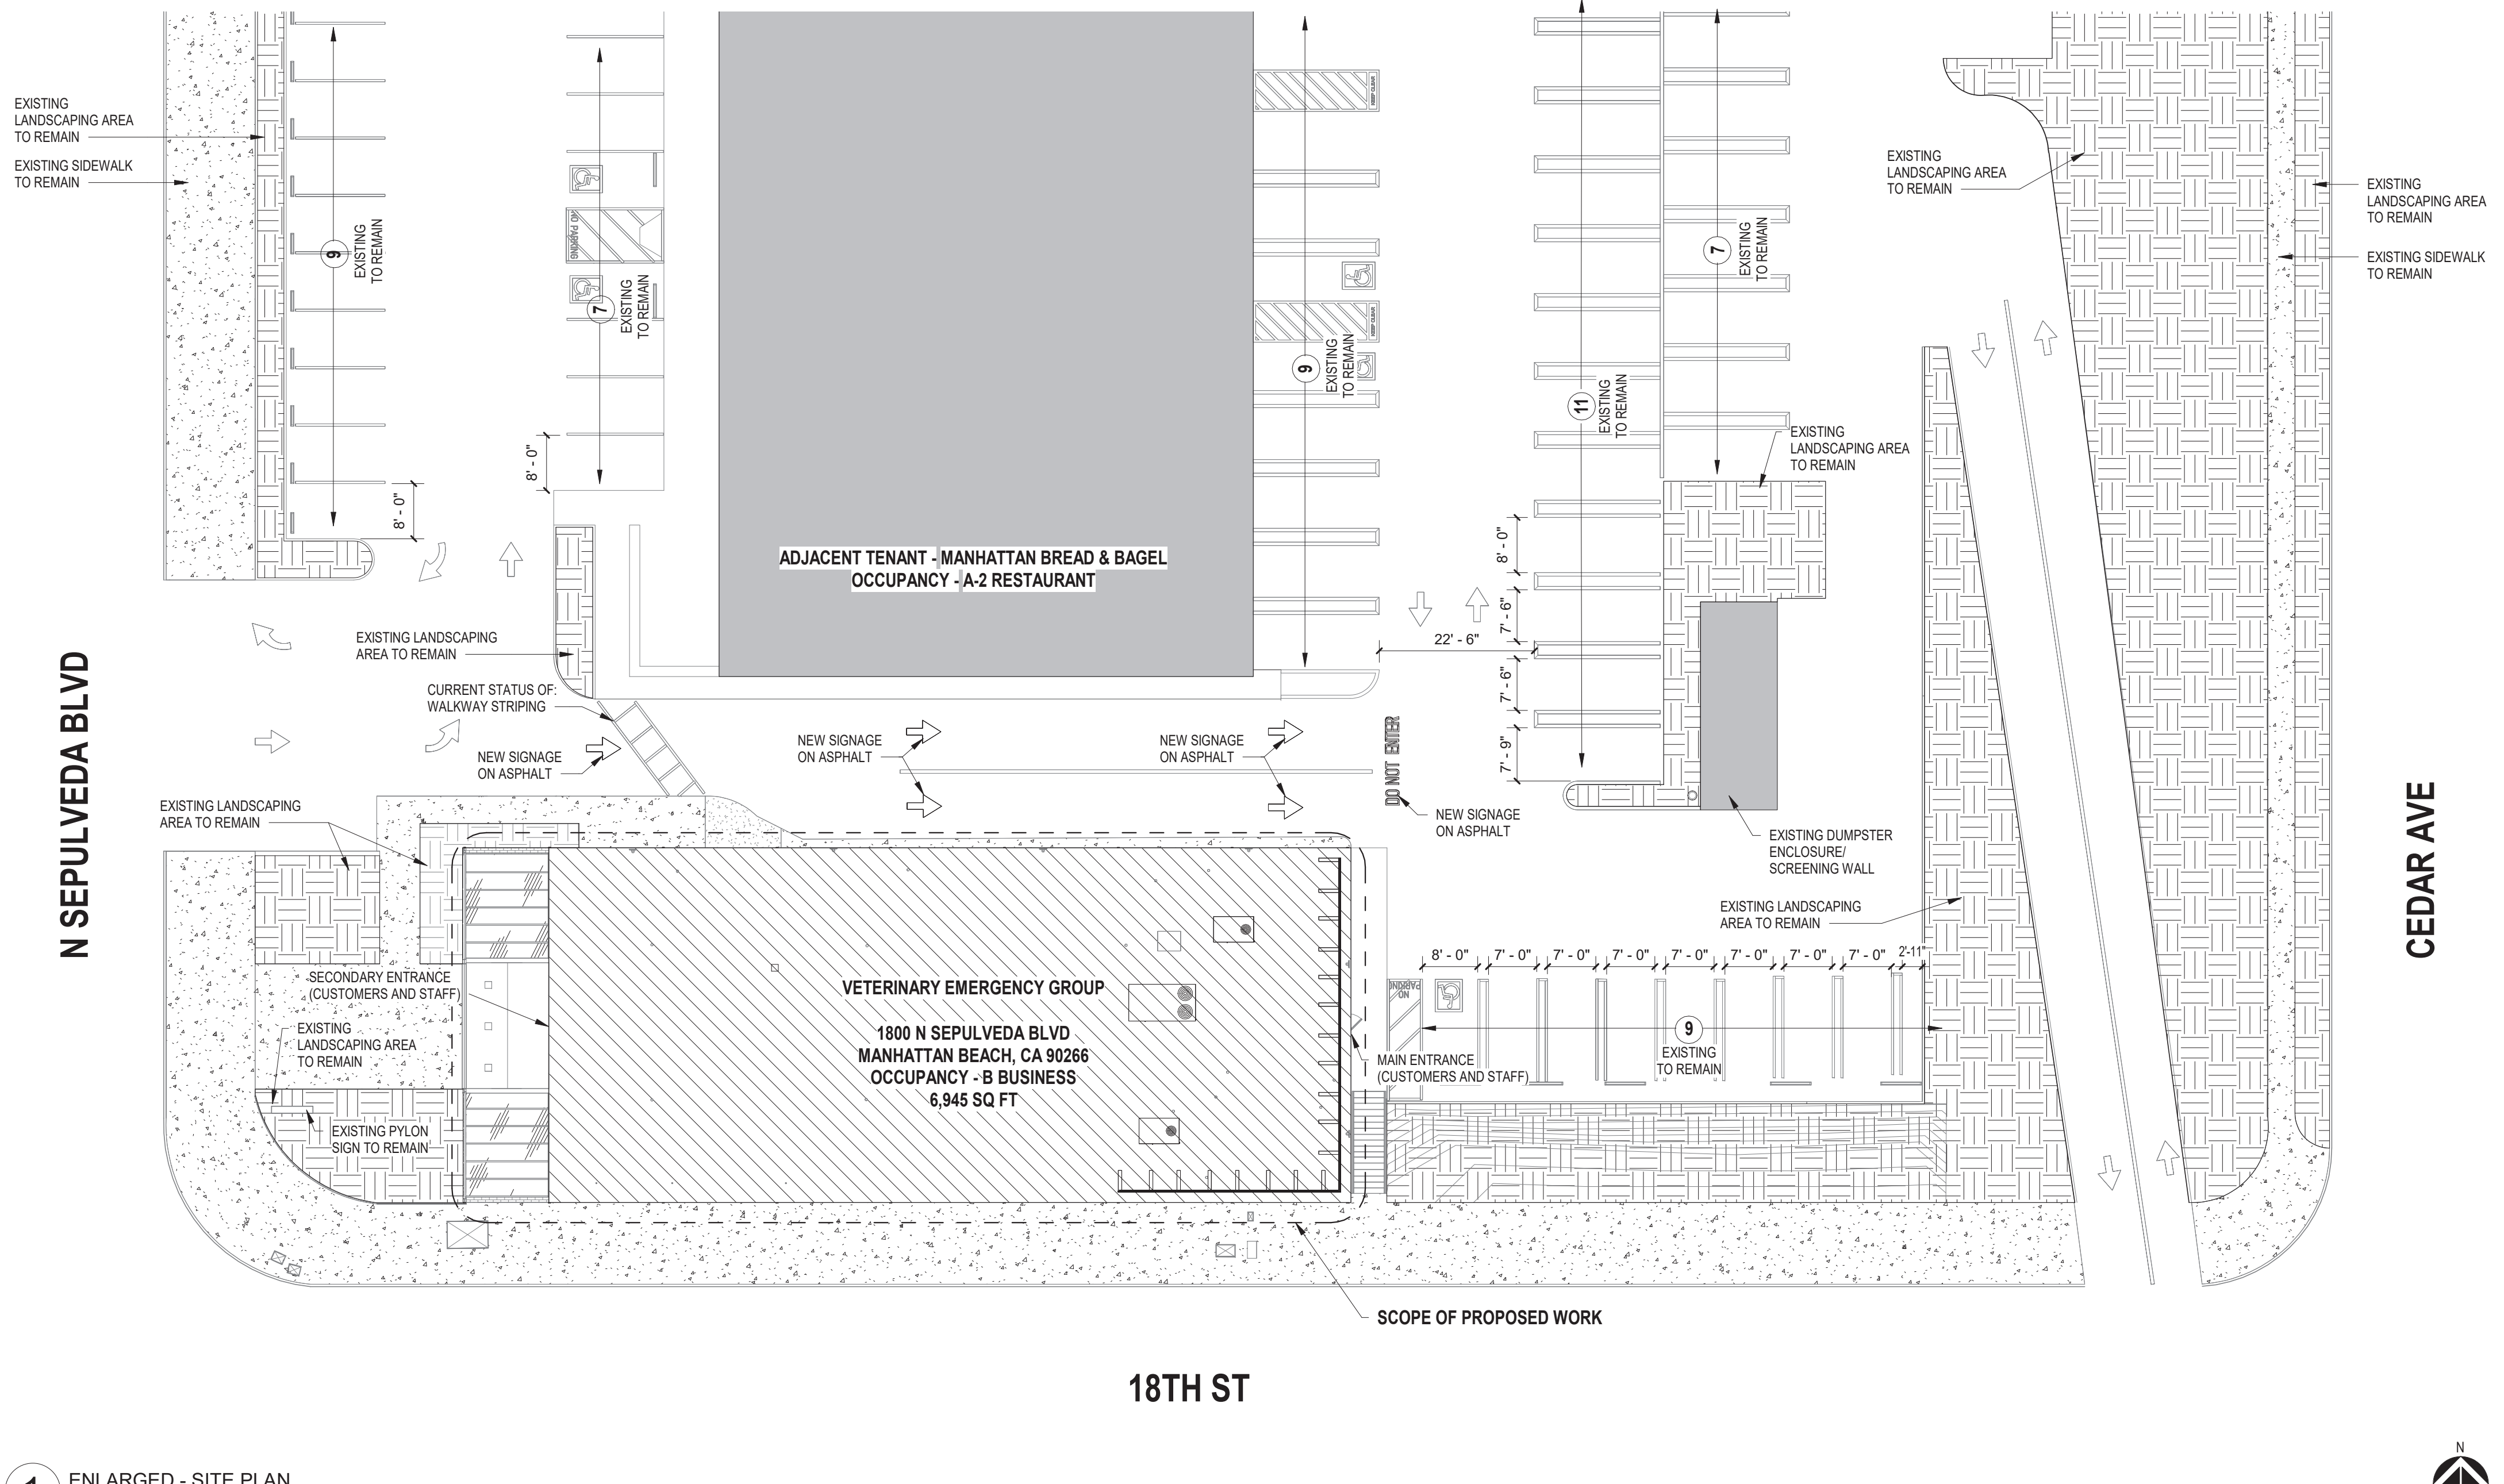 EXISTING
LANDSCAPING AREA
TO REMAIN
EXISTING SIDEWALK
TO REMAIN
9
EXISTING
TO REMAIN
8' - 0"
NO PARKING
7
EXISTING
TO REMAIN
8' - 0"
KEEP CLEAR
KEEP CLEAR
9
EXISTING
TO REMAIN
11
EXISTING
TO REMAIN
7
EXISTING
TO REMAIN
EXISTING
LANDSCAPING AREA
TO REMAIN
EXISTING
LANDSCAPING AREA
TO REMAIN
EXISTING SIDEWALK
TO REMAIN
EXISTING
LANDSCAPING AREA
TO REMAIN
ADJACENT TENANT - MANHATTAN BREAD & BAGEL
OCCUPANCY - A-2 RESTAURANT
8' - 0"
7' - 6"
7' - 6"
7' - 9"
22' - 6"
N SEPULVEDA BLVD
EXISTING LANDSCAPING
AREA TO REMAIN
CURRENT STATUS OF:
WALKWAY STRIPING
NEW SIGNAGE
ON ASPHALT
NEW SIGNAGE
ON ASPHALT
NEW SIGNAGE
ON ASPHALT
DO NOT ENTER
NEW SIGNAGE
ON ASPHALT
EXISTING DUMPSTER
ENCLOSURE/
SCREENING WALL
EXISTING LANDSCAPING
AREA TO REMAIN
EXISTING LANDSCAPING
AREA TO REMAIN
CEDAR AVE
8' - 0"
7' - 0"
7' - 0"
7' - 0"
7' - 0"
7' - 0"
7' - 0"
7' - 0"
2'-11"
NO
PARKING
9
EXISTING
TO REMAIN
SECONDARY ENTRANCE
(CUSTOMERS AND STAFF)
EXISTING
LANDSCAPING AREA
TO REMAIN
EXISTING PYLON
SIGN TO REMAIN
VETERINARY EMERGENCY GROUP
1800 N SEPULVEDA BLVD
MANHATTAN BEACH, CA 90266
OCCUPANCY - B BUSINESS
6,945 SQ FT
MAIN ENTRANCE
(CUSTOMERS AND STAFF)
SCOPE OF PROPOSED WORK
18TH ST
N
1
ENLARGED - SITE PLAN